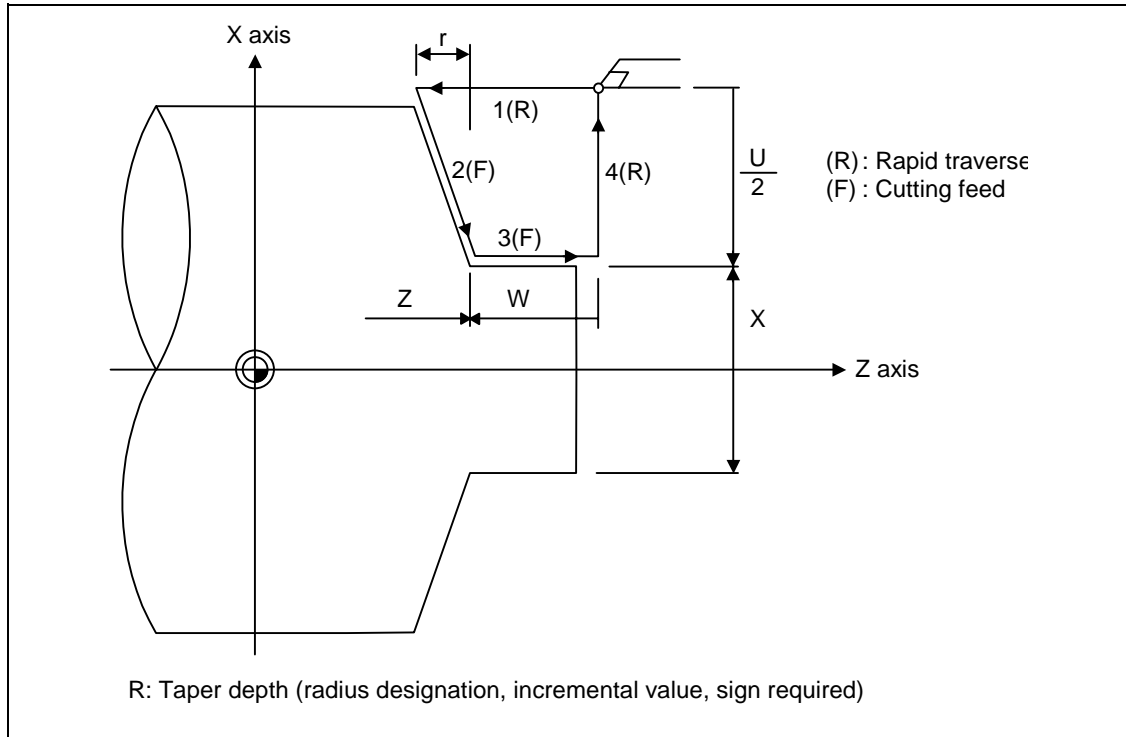 X axis
r
1(R)
2(F)
4(R)
U
2
(R) : Rapid traverse
(F) : Cutting feed
3(F)
Z
W
X
Z axis
R: Taper depth (radius designation, incremental value, sign required)